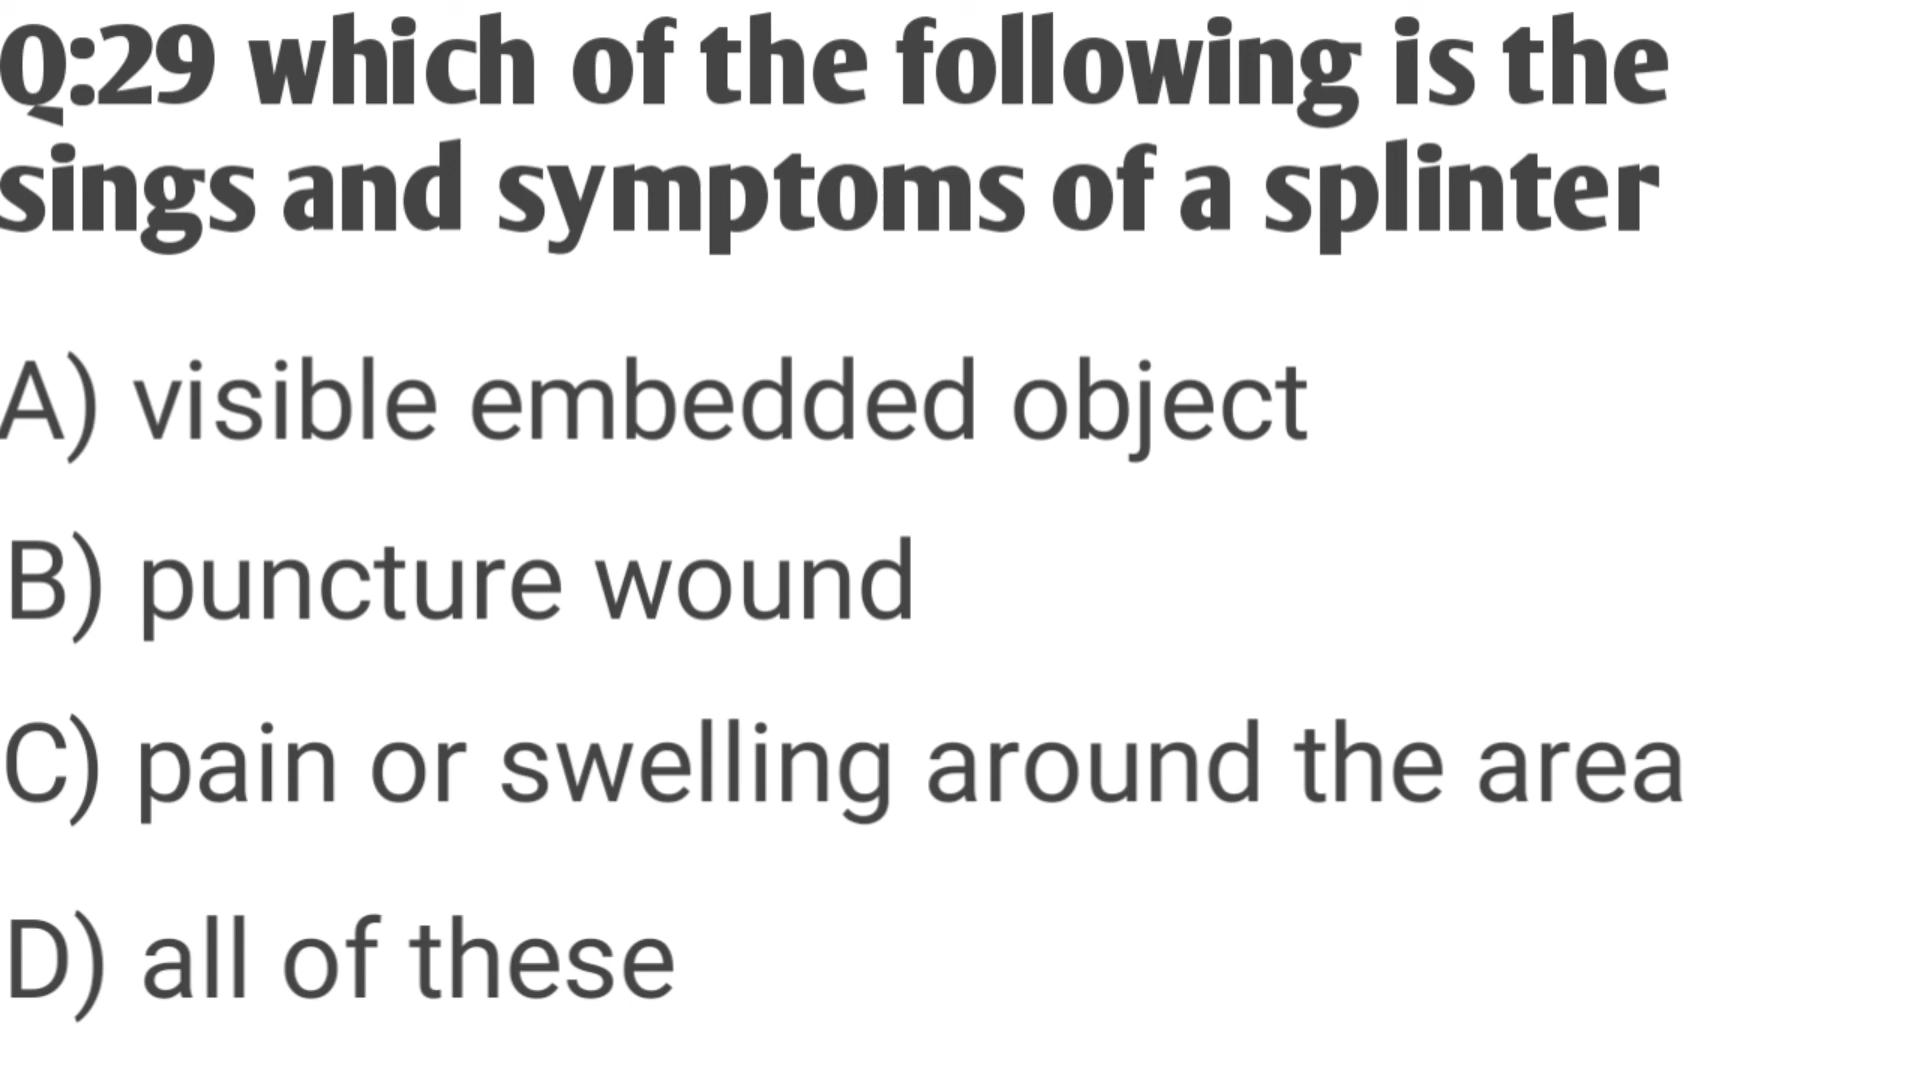 Q:29 which of the following is the
sings and symptoms of a splinter
A) visible embedded object
B) puncture wound
C) pain or swelling around the area
D) all of these